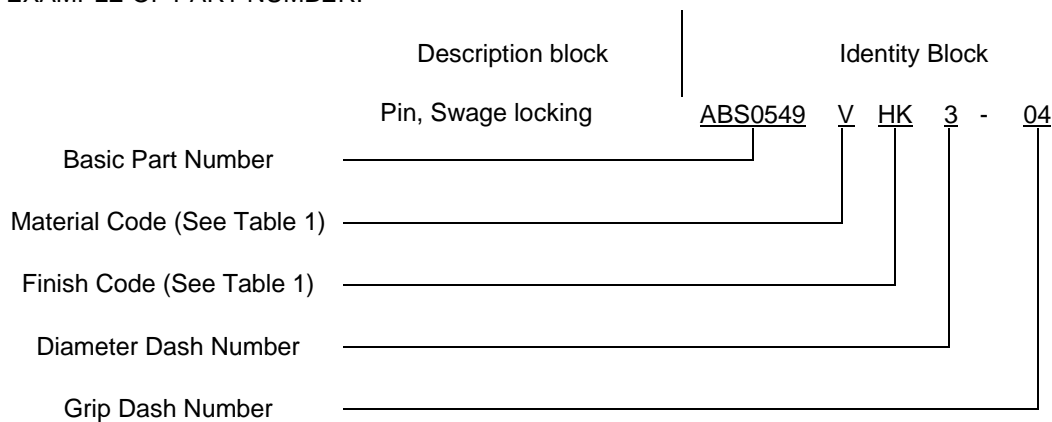 EXAMPLE OF PART NUMBER:
Description block Identity Block
Pin, Swage locking ABS0549 V HK 3 - 04
Basic Part Number
Material Code (See Table 1)
Finish Code (See Table 1)
Diameter Dash Number
Grip Dash Number